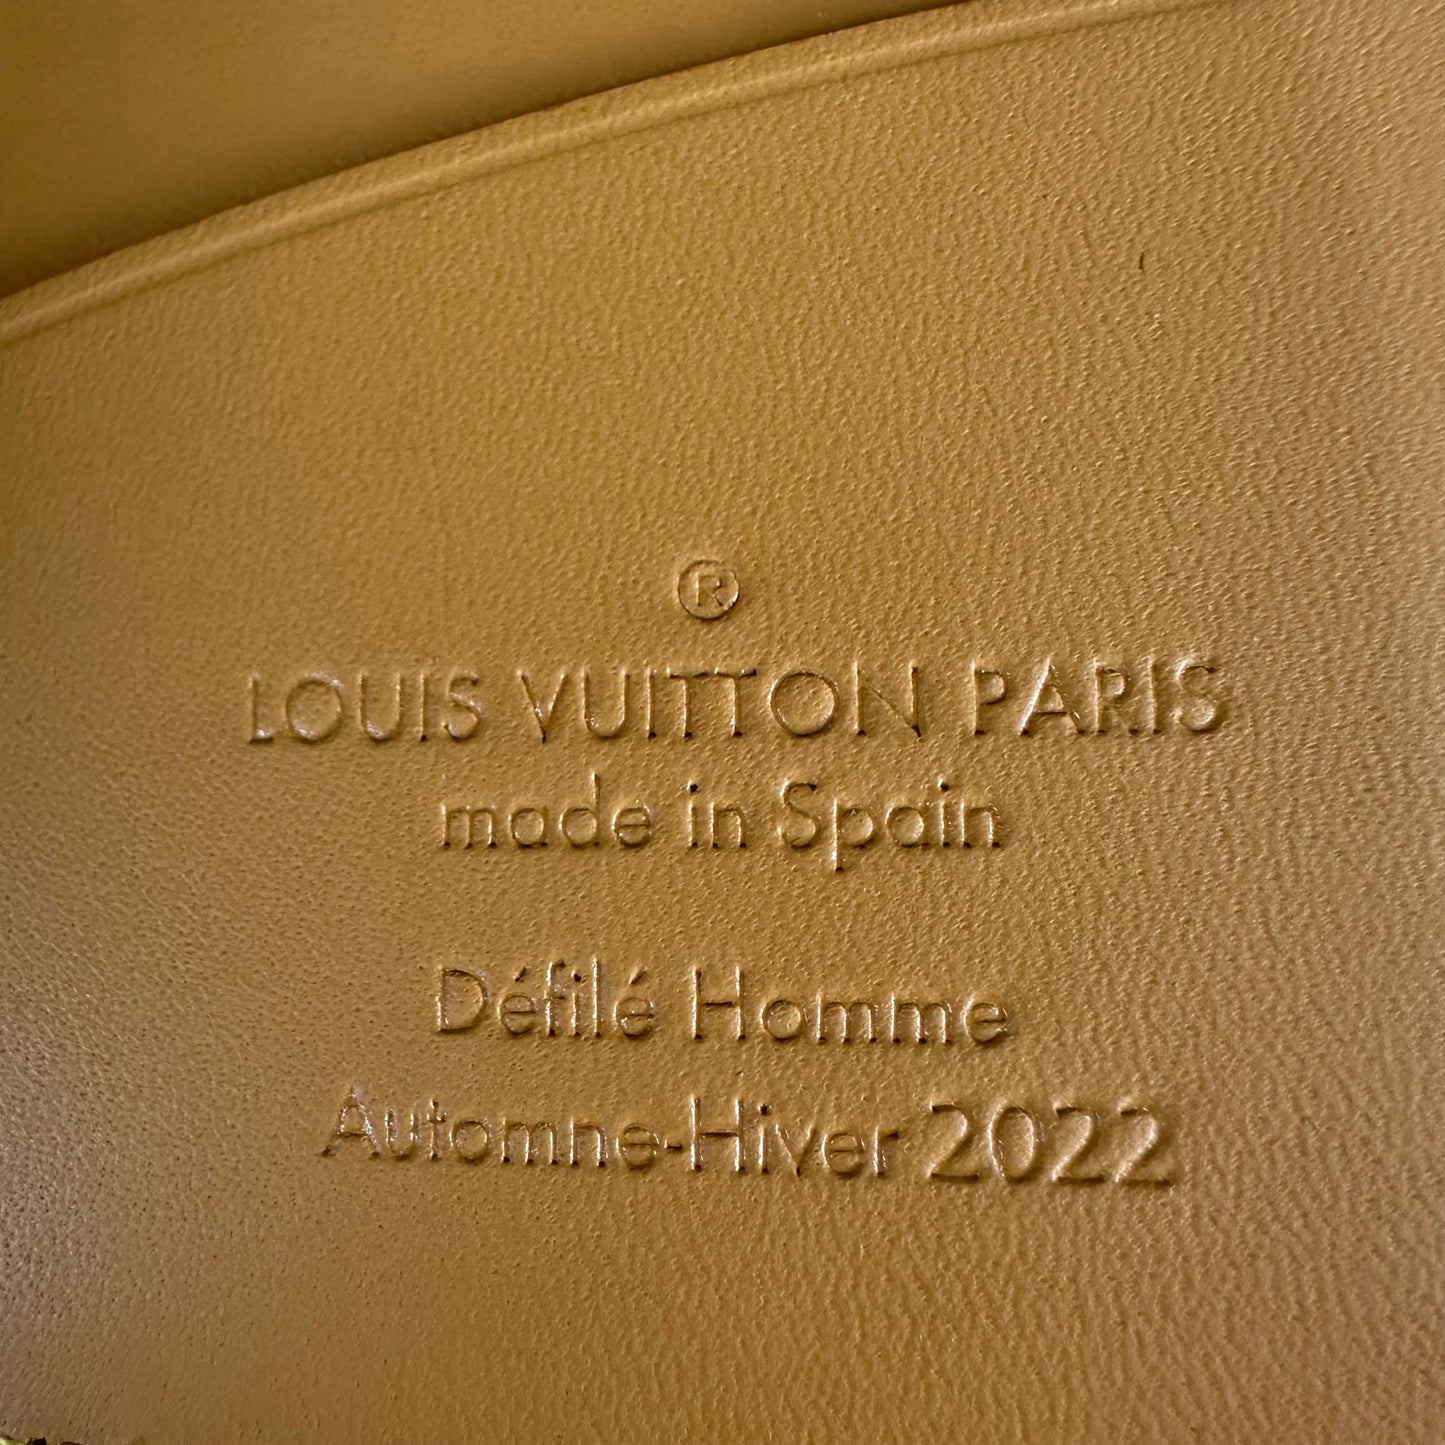 ®
LOUIS VUITTON PARIS
made in Spain
Défilé Homme
Automne-Hiver 2022